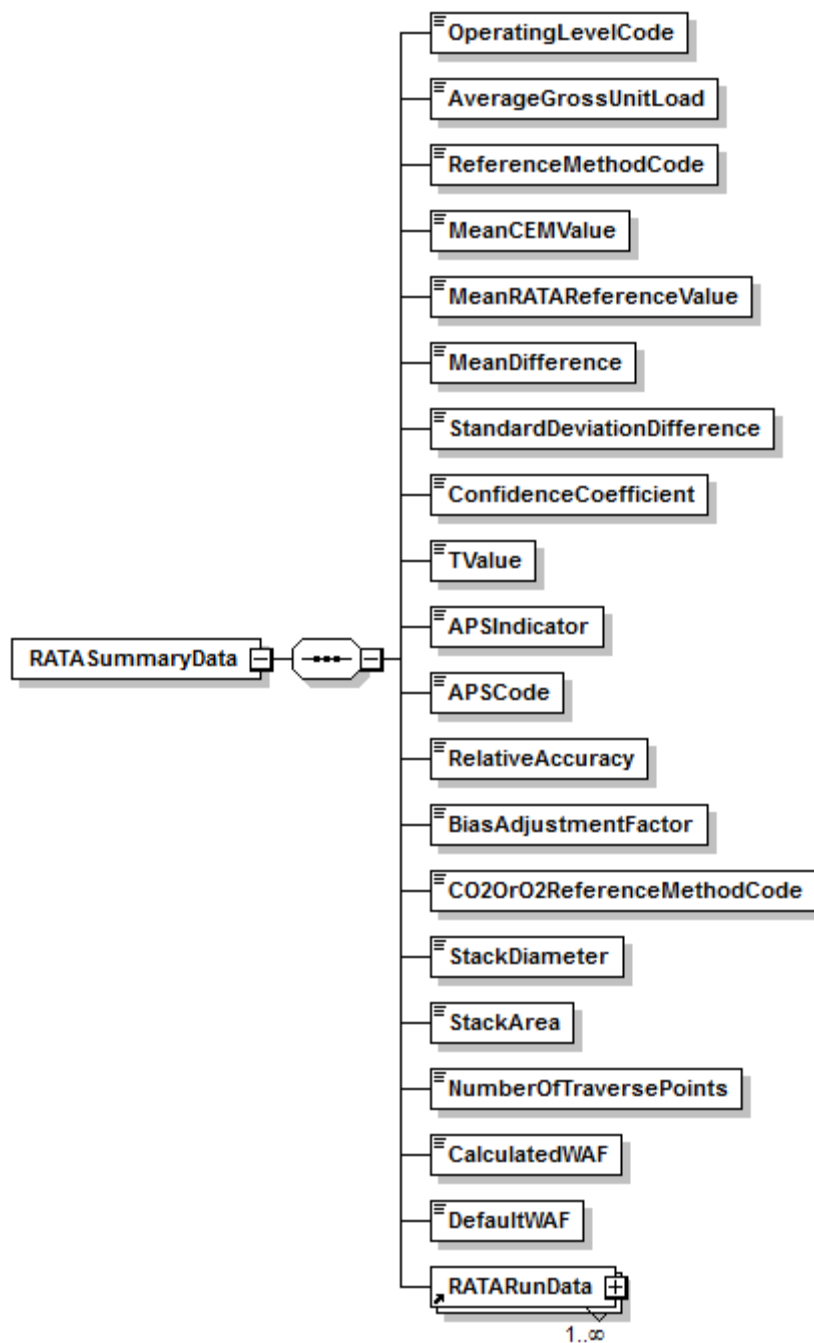 OperatingLevelCode
AverageGrossUnitLoad
ReferenceMethodCode
MeanCEMValue
MeanRATAReferenceValue
MeanDifference
StandardDeviationDifference
ConfidenceCoefficient
TValue
APSIndicator
RATASummaryData
APSCode
RelativeAccuracy
BiasAdjustmentFactor
CO2OrO2ReferenceMethodCode
StackDiameter
StackArea
NumberOfTraversePoints
CalculatedWAF
DefaultWAF
RATARunData
1..∞